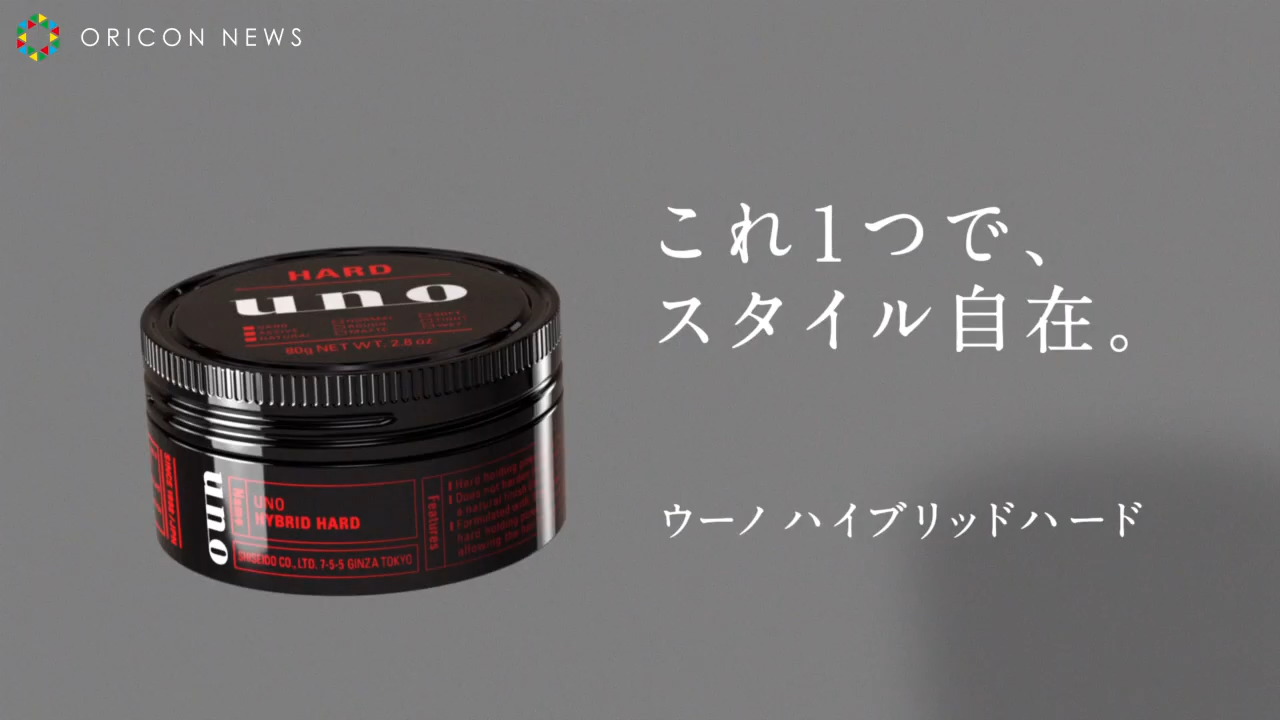 ORICON NEWS
これ1つで、
スタイル自在。
ウーノ ハイブリッドハード
HARD
uno
80g NET WT. 2.8 oz
uno
UNO
HYBRID HARD
SHISEIDO CO., LTD. 7-5-5 GINZA TOKYO
Features